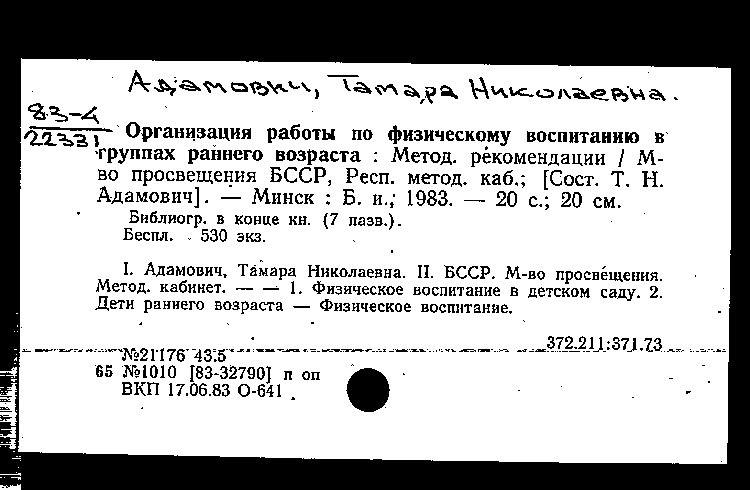 Адамович, Тамара Николаевна.
83-4
22331
Организация работы по физическому воспитанию в
группах раннего возраста : Метод. рекомендации / М-
во просвещения БССР, Респ. метод. каб.; [Сост. Т. Н.
Адамович]. — Минск : Б. и., 1983. — 20 с.; 20 см.
Библиогр. в конце кн. (7 назв.).
Беспл. 530 экз.
I. Адамович, Тамара Николаевна. II. БССР. М-во просвещения.
Метод. кабинет. — — 1. Физическое воспитание в детском саду. 2.
Дети раннего возраста — Физическое воспитание.
372.211:371.73
№21176 43.5
65 №1010 [83-32790] п оп
ВКП 17.06.83 О-641